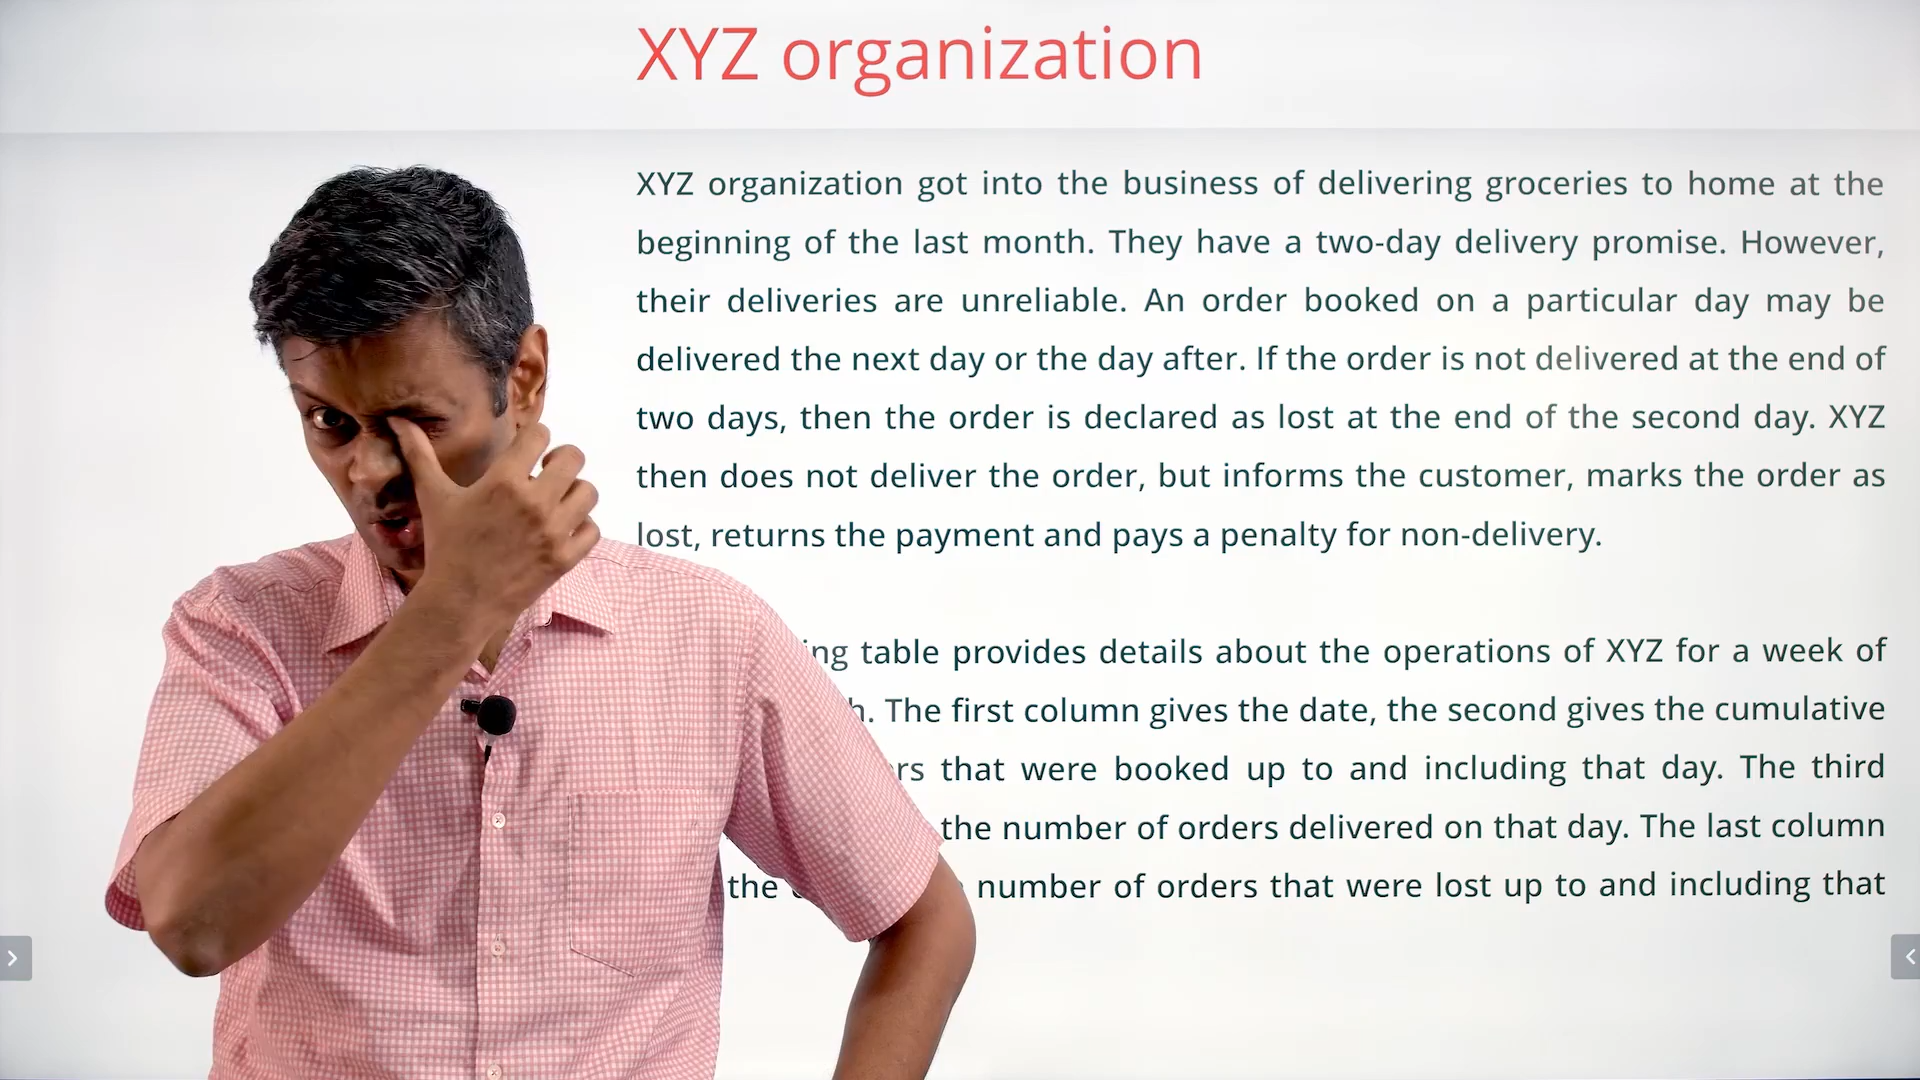 XYZ organization
XYZ organization got into the business of delivering groceries to home at the
beginning of the last month. They have a two-day delivery promise. However,
their deliveries are unreliable. An order booked on a particular day may be
delivered the next day or the day after. If the order is not delivered at the end of
two days, then the order is declared as lost at the end of the second day. XYZ
then does not deliver the order, but informs the customer, marks the order as
lost, returns the payment and pays a penalty for non-delivery.
table provides details about the operations of XYZ for a week of
The first column gives the date, the second gives the cumulative
that were booked up to and including that day. The third
the number of orders delivered on that day. The last column
the number of orders that were lost up to and including that